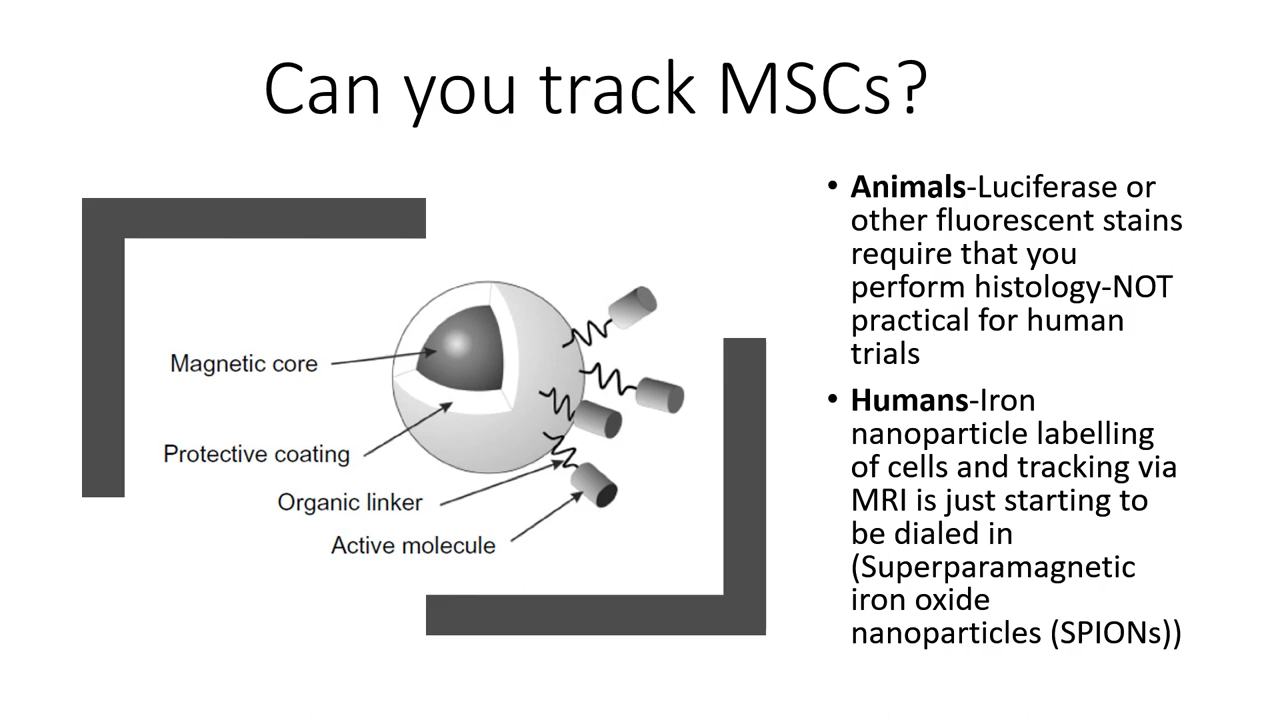 Can you track MSCs?
Magnetic core
Protective coating
Organic linker
Active molecule
• Animals-Luciferase or
other fluorescent stains
require that you
perform histology-NOT
practical for human
trials
• Humans-Iron
nanoparticle labelling
of cells and tracking via
MRI is just starting to
be dialed in
(Superparamagnetic
iron oxide
nanoparticles (SPIONs))